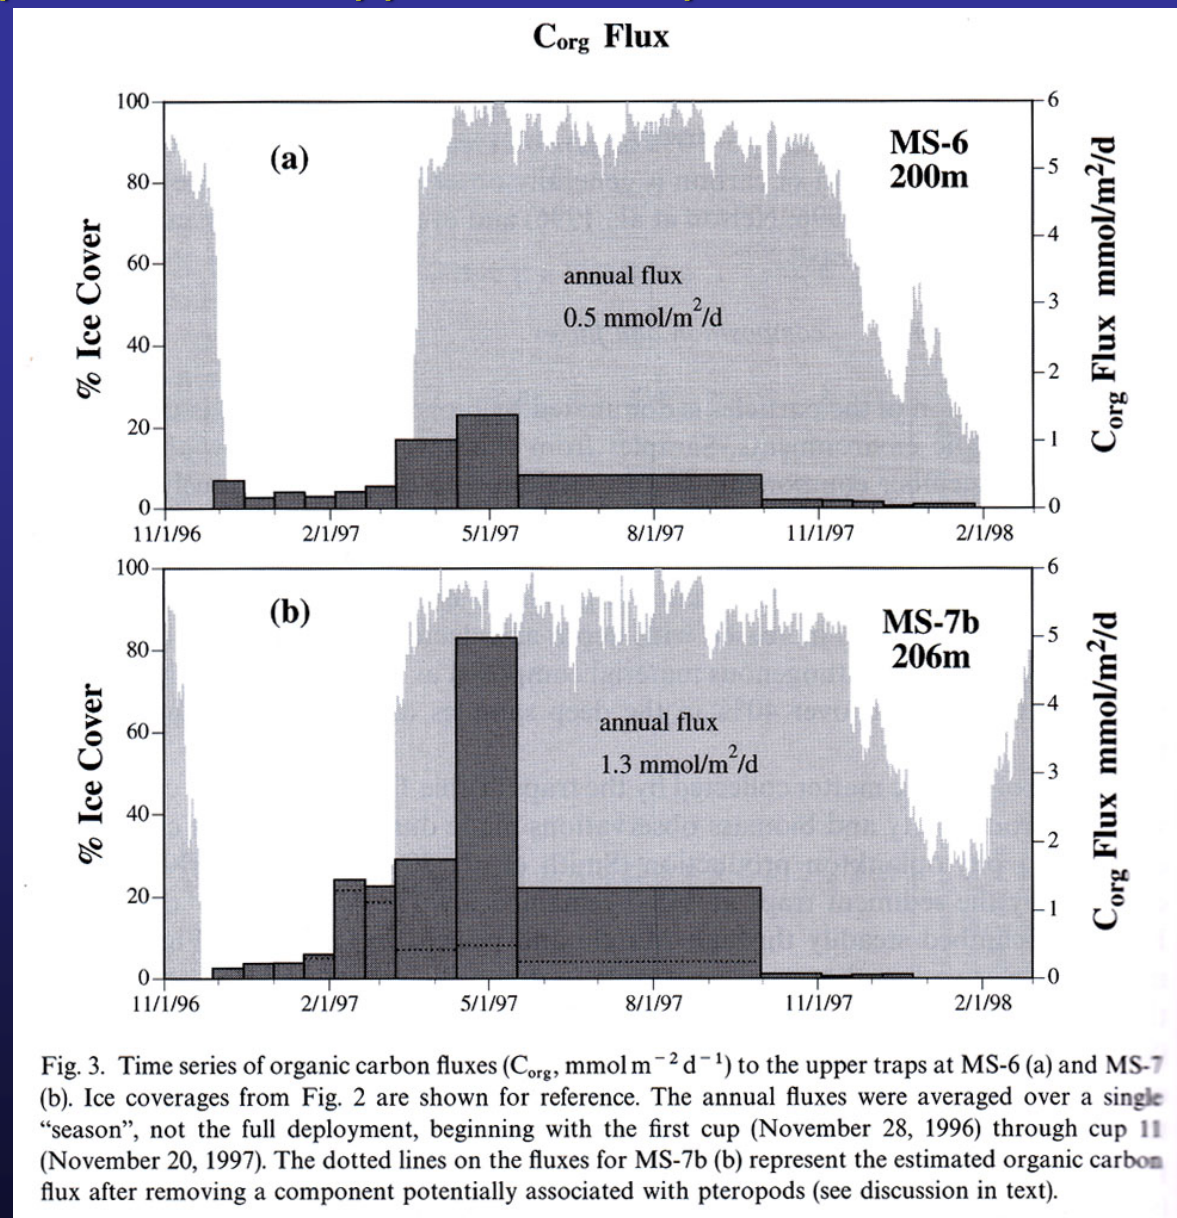 C_org Flux
100
80
60
40
20
0
% Ice Cover
(a)
MS-6
200m
annual flux
0.5 mmol/m²/d
6
5
4
3
2
1
0
C_org Flux mmol/m²/d
11/1/96 2/1/97 5/1/97 8/1/97 11/1/97 2/1/98
100
80
60
40
20
0
% Ice Cover
(b)
MS-7b
206m
annual flux
1.3 mmol/m²/d
6
5
4
3
2
1
0
C_org Flux mmol/m²/d
11/1/96 2/1/97 5/1/97 8/1/97 11/1/97 2/1/98
Fig. 3. Time series of organic carbon fluxes (C_org, mmol m⁻² d⁻¹) to the upper traps at MS-6 (a) and MS-7
(b). Ice coverages from Fig. 2 are shown for reference. The annual fluxes were averaged over a single
“season”, not the full deployment, beginning with the first cup (November 28, 1996) through cup 11
(November 20, 1997). The dotted lines on the fluxes for MS-7b (b) represent the estimated organic carbon
flux after removing a component potentially associated with pteropods (see discussion in text).